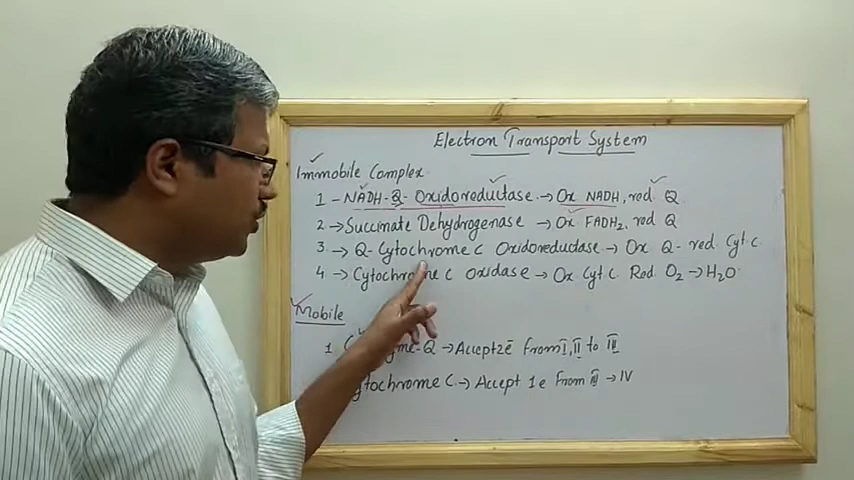 Electron Transport System
Immobile Complex
1 - NADH-Q Oxidoreductase → Ox NADH, red Q
2 → Succinate Dehydrogenase → Ox FADH2, Red Q
3 → Q-Cytochrome C Oxidoreductase → Ox Q- red Cyt C
4 → Cytochrome C Oxidase → Ox Cyt C Red O2 → H2O
Mobile
1 -Q → Accept 2ē From I, II to III
Cytochrome C → Accept 1e From III → IV